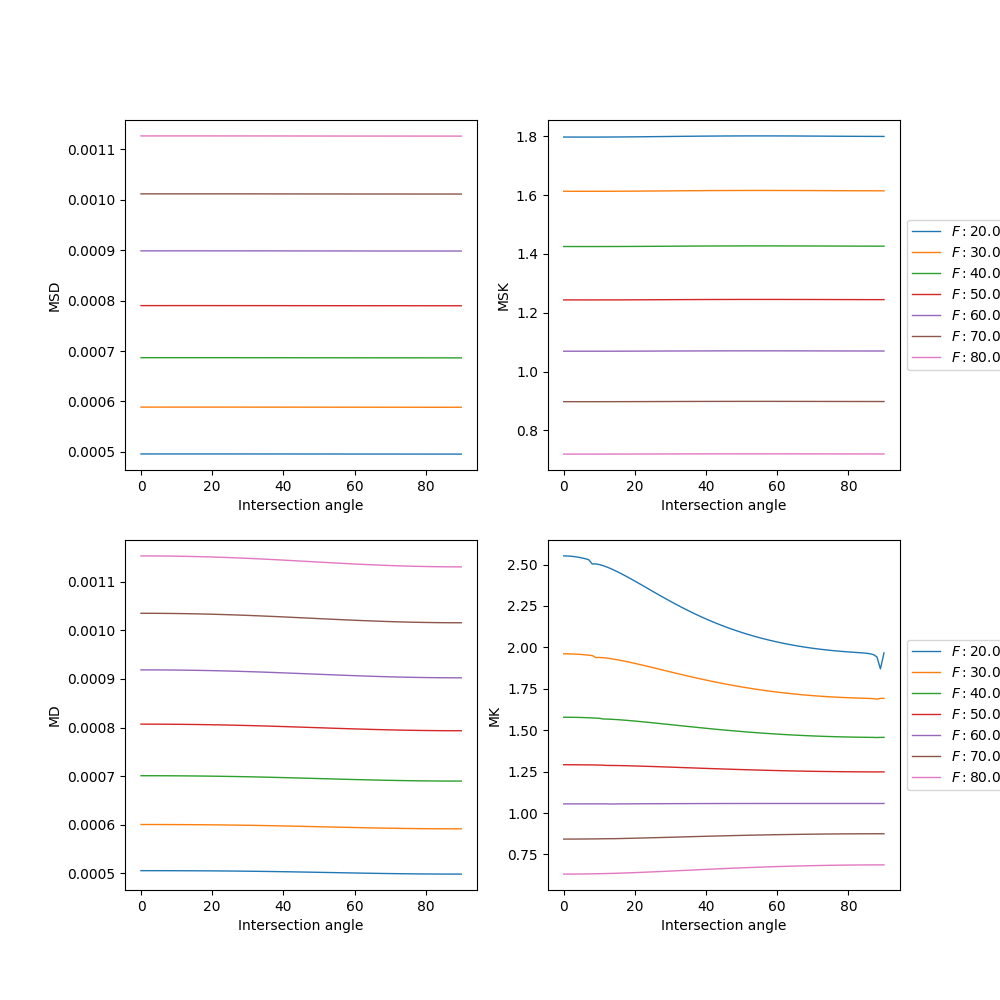 0.0011
0.0010
0.0009
0.0008
0.0007
0.0006
0.0005
MSD
0 20 40 60 80
Intersection angle
1.8
1.6
1.4
1.2
1.0
0.8
MSK
0 20 40 60 80
Intersection angle
F: 20.0
F: 30.0
F: 40.0
F: 50.0
F: 60.0
F: 70.0
F: 80.0
0.0011
0.0010
0.0009
0.0008
0.0007
0.0006
0.0005
MD
0 20 40 60 80
Intersection angle
2.50
2.25
2.00
1.75
1.50
1.25
1.00
0.75
MK
0 20 40 60 80
Intersection angle
F: 20.0
F: 30.0
F: 40.0
F: 50.0
F: 60.0
F: 70.0
F: 80.0